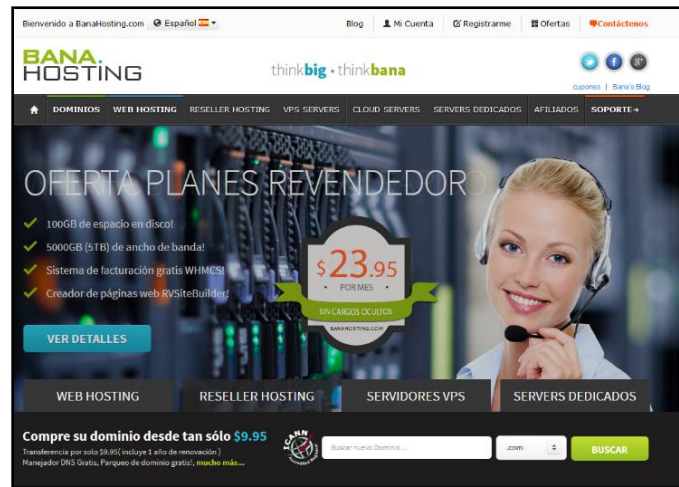 Bienvenido a BanaHosting.com Español Blog Mi Cuenta Registrarme Ofertas Contáctenos
BANA.
HOSTING
thinkbig · thinkbana
cupones | Bana's Blog
DOMINIOS WEB HOSTING RESELLER HOSTING VPS SERVERS CLOUD SERVERS SERVERS DEDICADOS AFILIADOS SOPORTE
OFERTA PLANES REVENDEDOR
100GB de espacio en disco!
5000GB (5TB) de ancho de banda!
Sistema de facturación gratis WHMCS!
Creador de páginas web RVSiteBuilder!
$23.95
POR MES
SIN CARGOS OCULTOS
BANAHOSTING.COM
VER DETALLES
WEB HOSTING RESELLER HOSTING SERVIDORES VPS SERVERS DEDICADOS
Compre su dominio desde tan sólo $9.95
Transferencia por solo $9.95( incluye 1 año de renovación )
Manejador DNS Gratis, Parqueo de dominio gratis!, mucho más...
ICANN
Buscar nuevo Dominio...
.com
BUSCAR